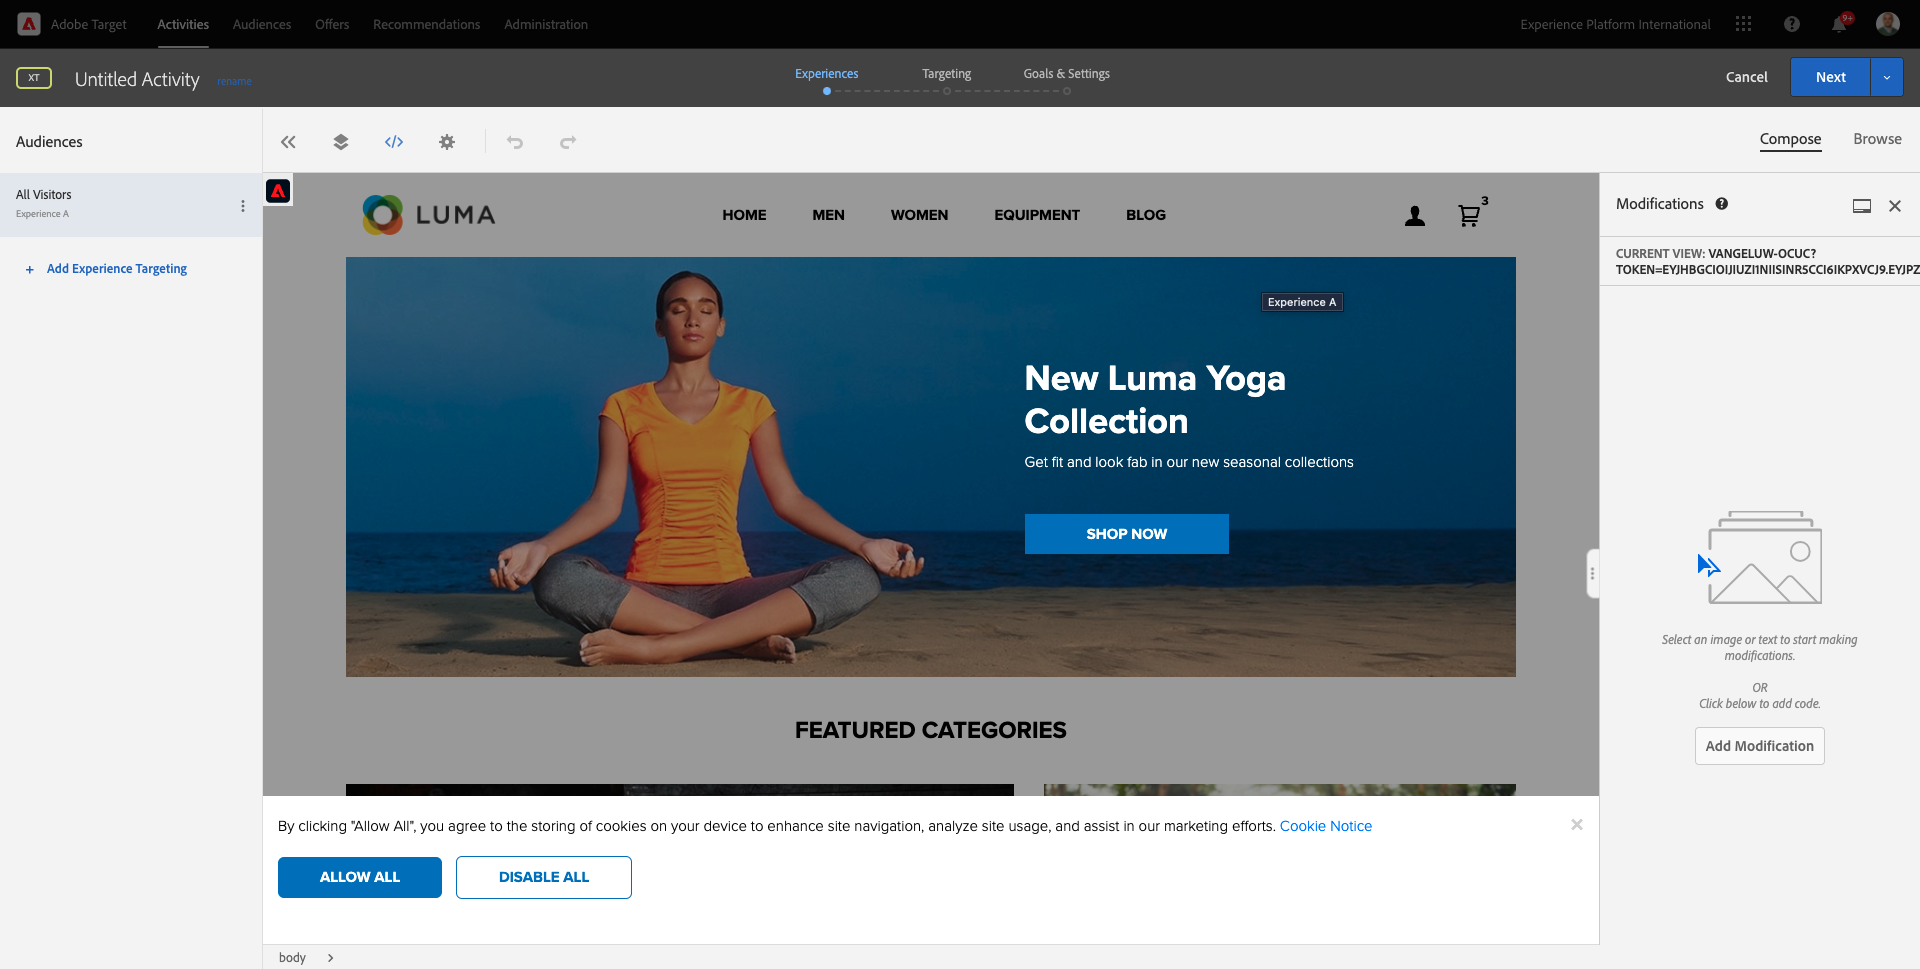 Adobe Target
Activities
Audiences
Offers
Recommendations
Administration
Experience Platform International
9+
XT
Untitled Activity
rename
Experiences
Targeting
Goals & Settings
Cancel
Next
Audiences
Compose
Browse
All Visitors
Experience A
+ Add Experience Targeting
LUMA
HOME
MEN
WOMEN
EQUIPMENT
BLOG
3
Experience A
New Luma Yoga
Collection
Get fit and look fab in our new seasonal collections
SHOP NOW
FEATURED CATEGORIES
By clicking "Allow All", you agree to the storing of cookies on your device to enhance site navigation, analyze site usage, and assist in our marketing efforts. Cookie Notice
ALLOW ALL
DISABLE ALL
body
Modifications
CURRENT VIEW: VANGELUW-OCUC?
TOKEN=EYJHBGCIOIJIUZI1NIISINR5CCI6IKPXVCJ9.EYJPZ
Select an image or text to start making
modifications.
OR
Click below to add code.
Add Modification